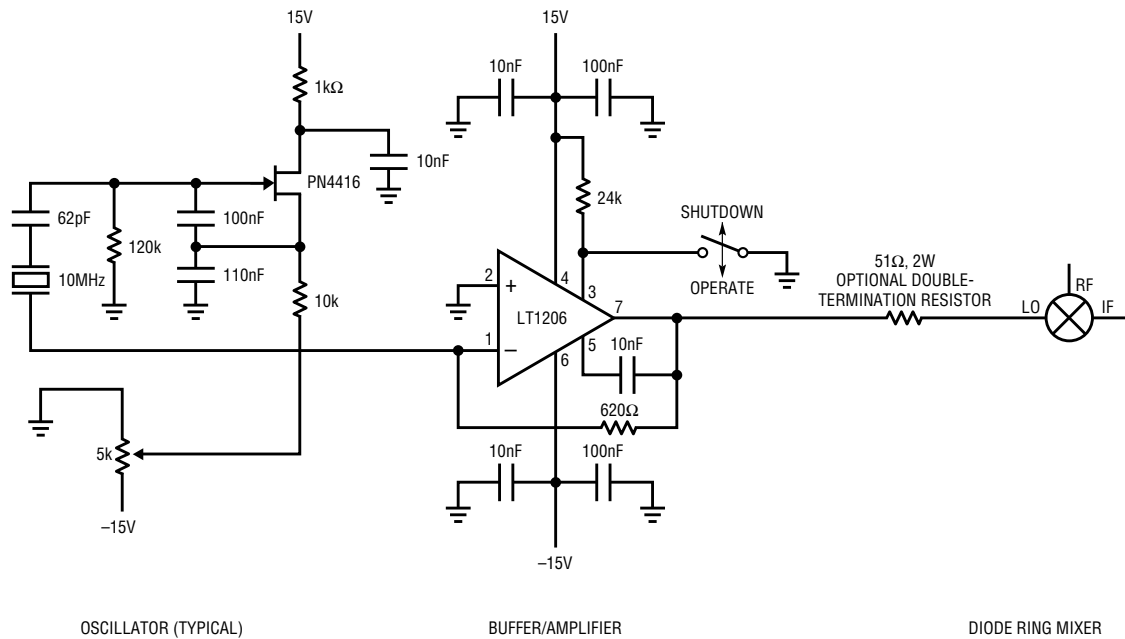 15V
1kΩ
10nF
PN4416
62pF
120k
100nF
110nF
10MHz
10k
5k
–15V
15V
10nF
100nF
24k
SHUTDOWN
OPERATE
2
+
4
3
LT1206
7
1
–
5
6
10nF
620Ω
10nF
100nF
–15V
51Ω, 2W
OPTIONAL DOUBLE-
TERMINATION RESISTOR
LO
RF
IF
OSCILLATOR (TYPICAL)
BUFFER/AMPLIFIER
DIODE RING MIXER